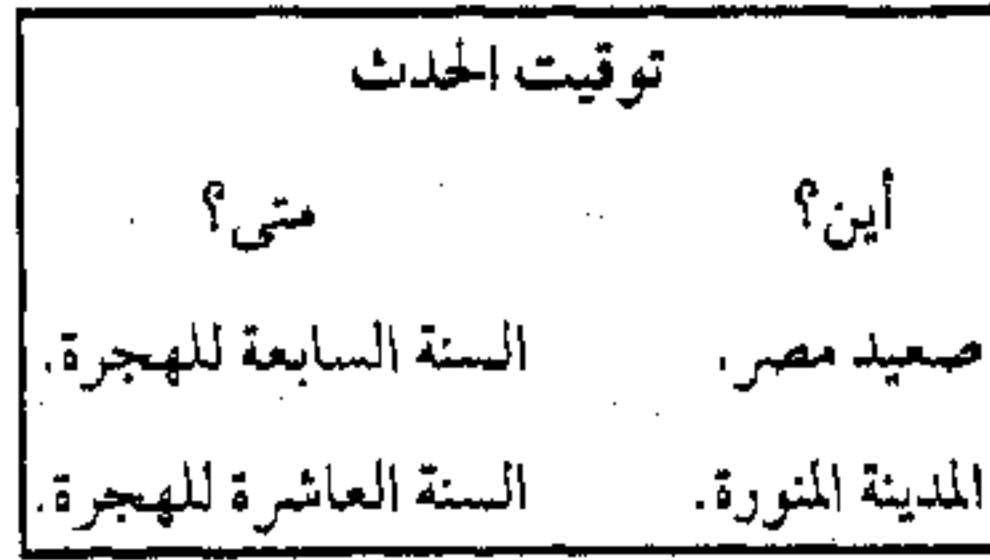 توقيت الحدث
أين؟ متى؟
صعيد مصر. السنة السابعة للهجرة.
المدينة المنورة. السنة العاشرة للهجرة.